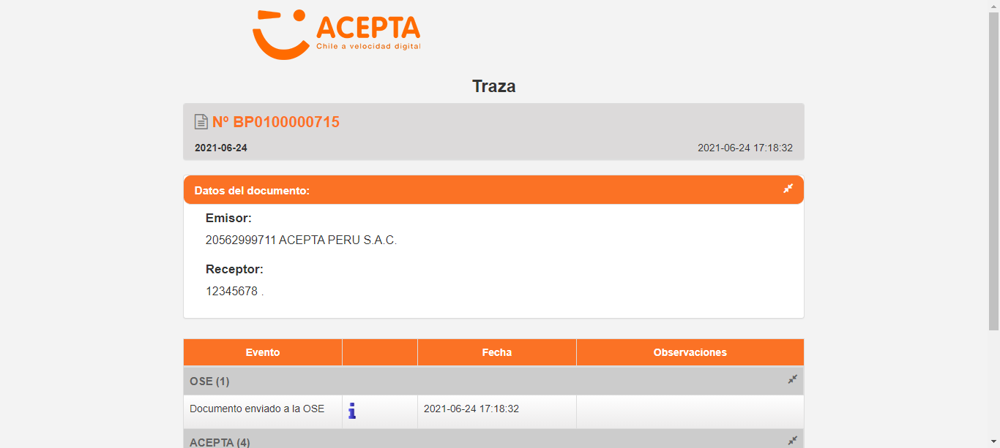 ACEPTA
Chile a velocidad digital
Traza
Nº BP0100000715
2021-06-24 2021-06-24 17:18:32
Datos del documento:
Emisor:
20562999711 ACEPTA PERU S.A.C.
Receptor:
12345678 .
Evento Fecha Observaciones
OSE (1)
Documento enviado a la OSE 2021-06-24 17:18:32
ACEPTA (4)